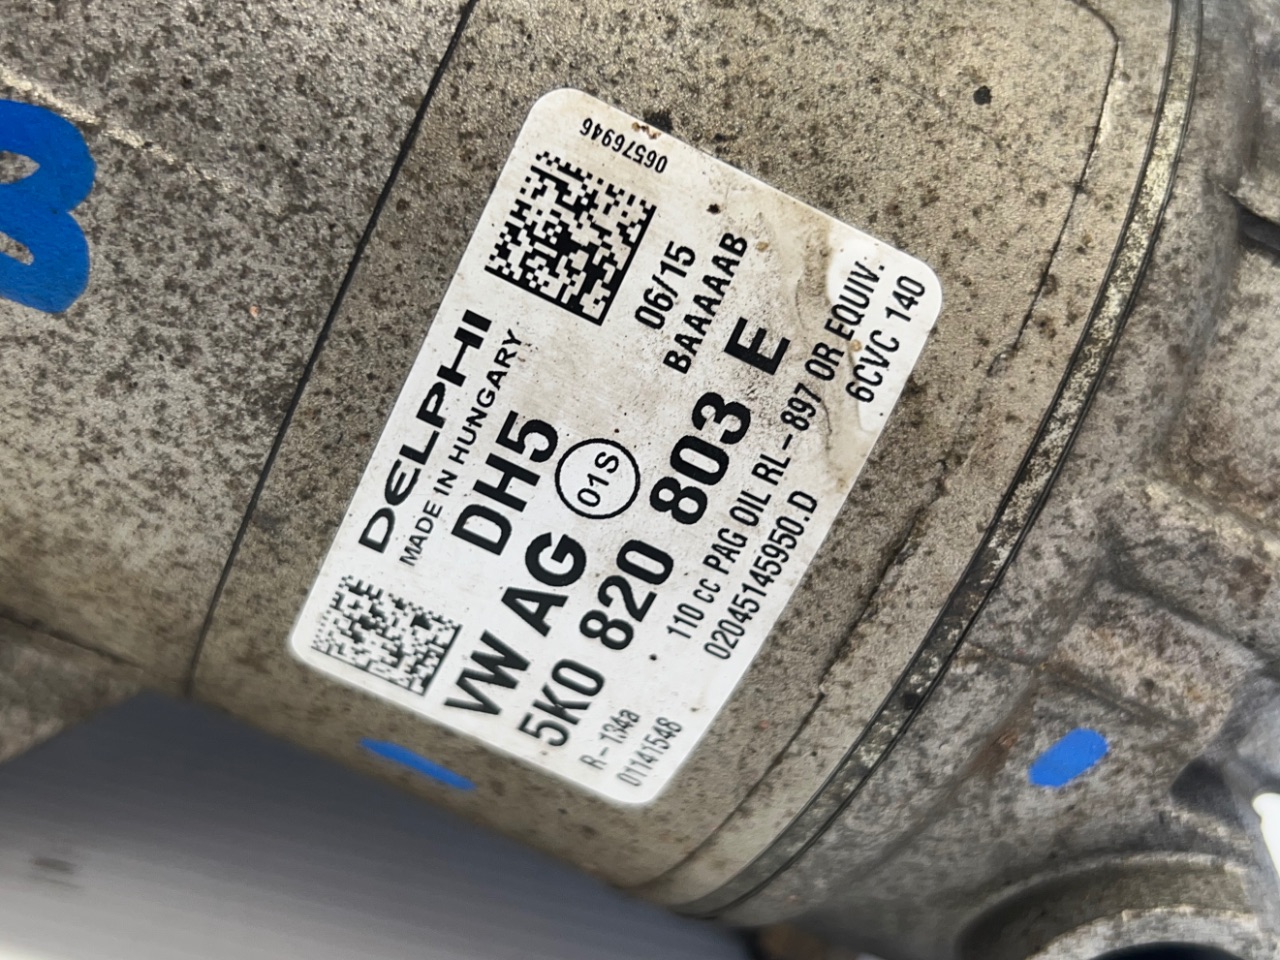 06576946
DELPHI
MADE IN HUNGARY
DH5
06/15
BAAAAAAB
VW AG
01S
5K0 820 803 E
110 cc PAG OIL RL-897 OR EQUIV.
R-134a
02045145950.D
6CVC 140
01141548